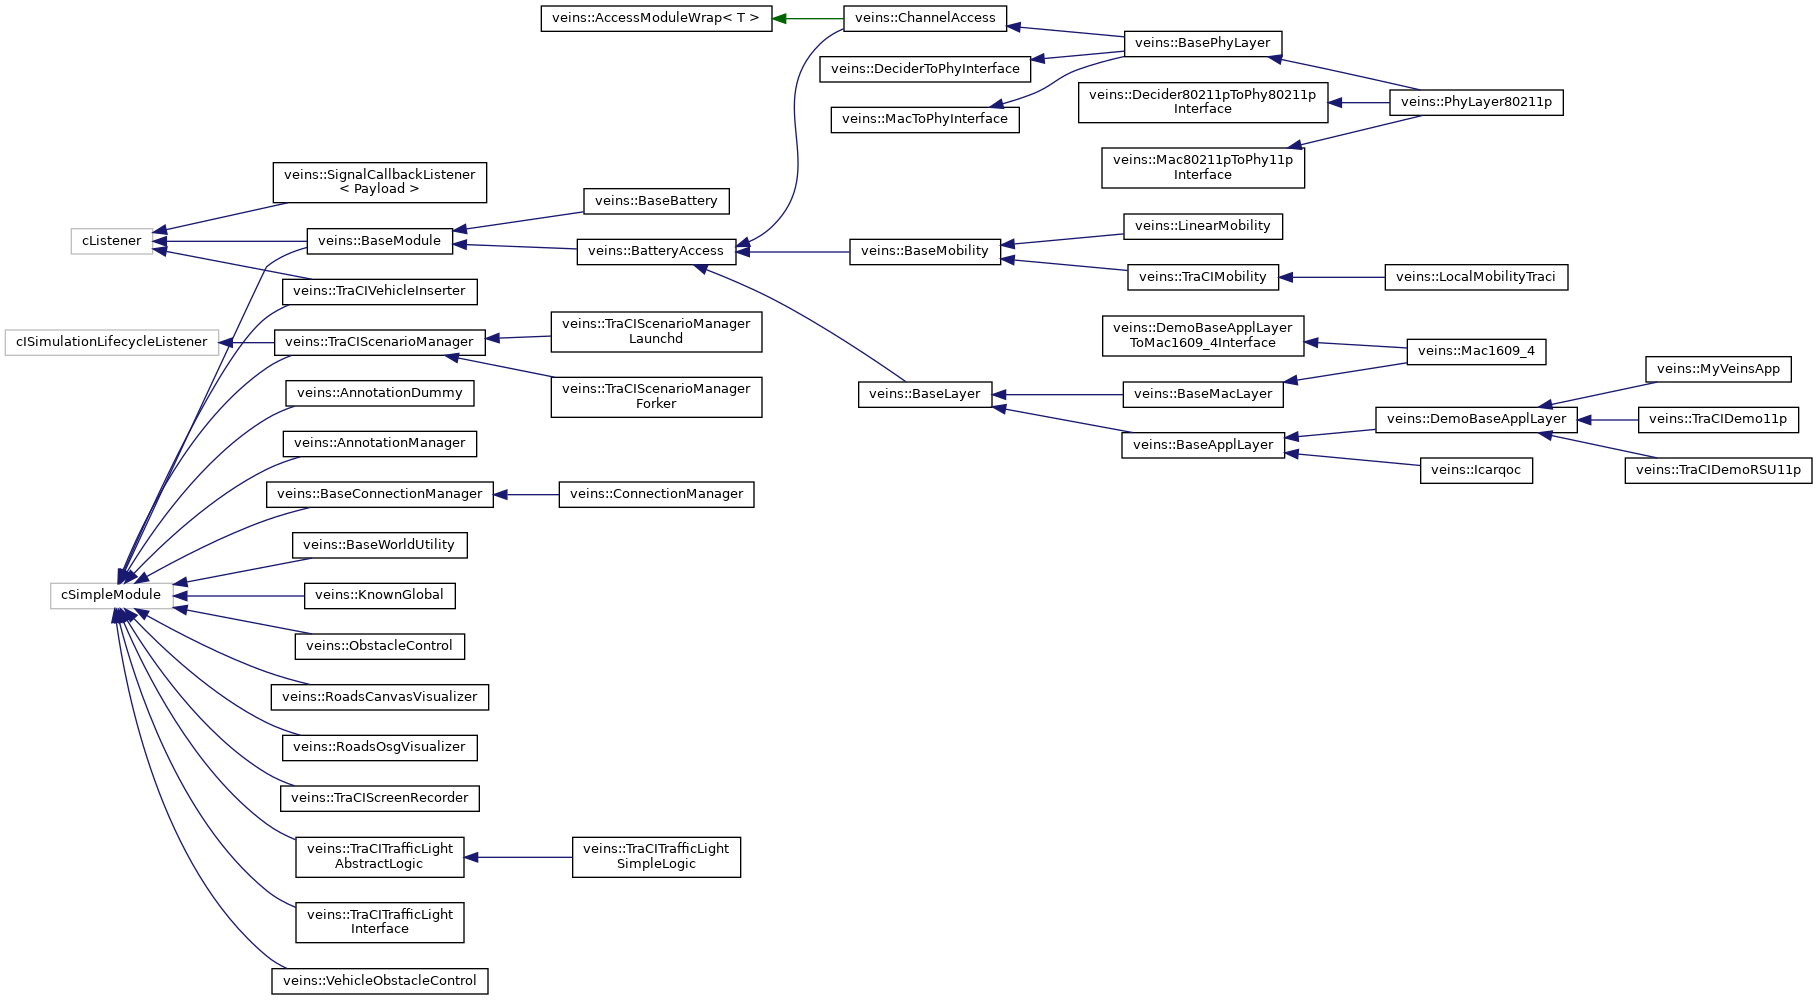 veins::AccessModuleWrap< T >
veins::ChannelAccess
veins::BasePhyLayer
veins::DeciderToPhyInterface
veins::Decider80211pToPhy80211p
Interface
veins::PhyLayer80211p
veins::MacToPhyInterface
veins::Mac80211pToPhy11p
Interface
veins::SignalCallbackListener
< Payload >
veins::BaseBattery
veins::LinearMobility
cListener
veins::BaseModule
veins::BatteryAccess
veins::BaseMobility
veins::TraCIMobility
veins::LocalMobilityTraci
veins::TraCIVehicleInserter
veins::TraCIScenarioManager
Launchd
veins::DemoBaseApplLayer
ToMac1609_4Interface
cISimulationLifecycleListener
veins::TraCIScenarioManager
veins::Mac1609_4
veins::MyVeinsApp
veins::TraCIScenarioManager
Forker
veins::AnnotationDummy
veins::BaseLayer
veins::BaseMacLayer
veins::DemoBaseApplLayer
veins::TraCIDemo11p
veins::AnnotationManager
veins::BaseApplLayer
veins::Icarqoc
veins::TraCIDemoRSU11p
veins::BaseConnectionManager
veins::ConnectionManager
veins::BaseWorldUtility
cSimpleModule
veins::KnownGlobal
veins::ObstacleControl
veins::RoadsCanvasVisualizer
veins::RoadsOsgVisualizer
veins::TraCIScreenRecorder
veins::TraCITrafficLight
AbstractLogic
veins::TraCITrafficLight
SimpleLogic
veins::TraCITrafficLight
Interface
veins::VehicleObstacleControl